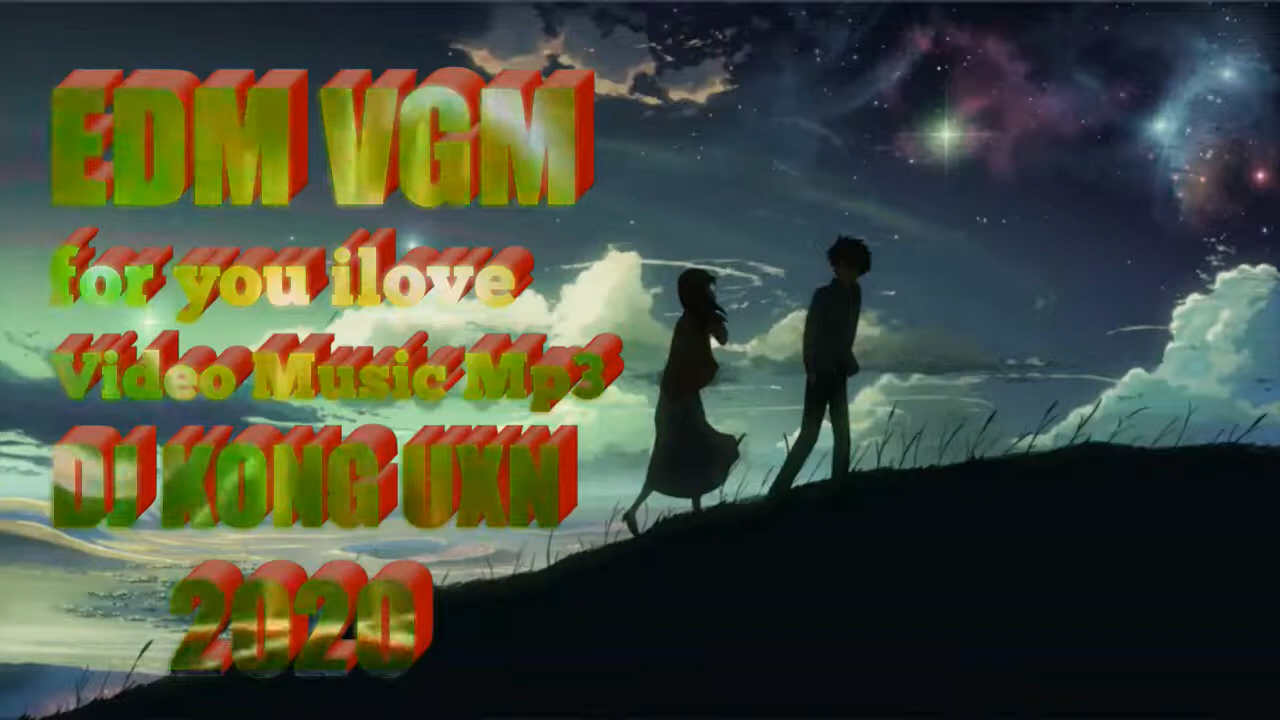 EDM VGM
for you ilove
Video Music Mp3
DJ KONG UXN
2020